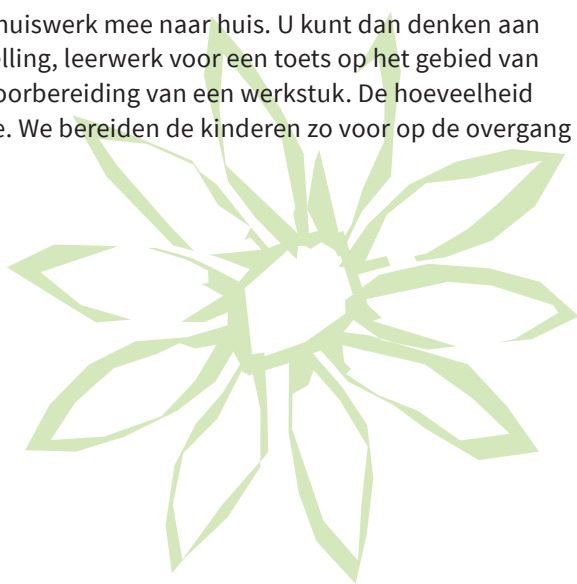 huiswerk mee naar huis. U kunt dan denken aan
elling, leerwerk voor een toets op het gebied van
oorbereiding van een werkstuk. De hoeveelheid
e. We bereiden de kinderen zo voor op de overgang